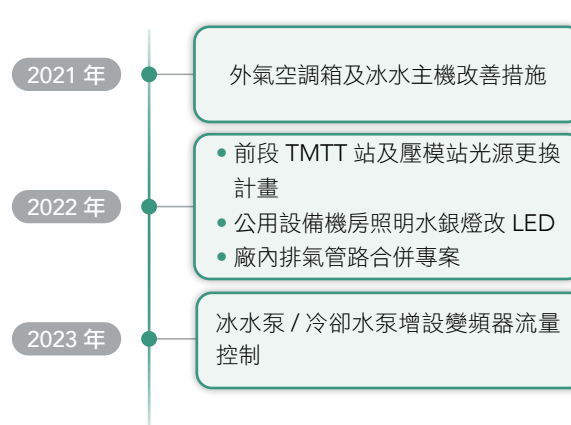 2021 年
外氣空調箱及冰水主機改善措施
2022 年
• 前段 TMTT 站及壓模站光源更換
計畫
• 公用設備機房照明水銀燈改 LED
• 廠內排氣管路合併專案
2023 年
冰水泵 / 冷卻水泵增設變頻器流量
控制